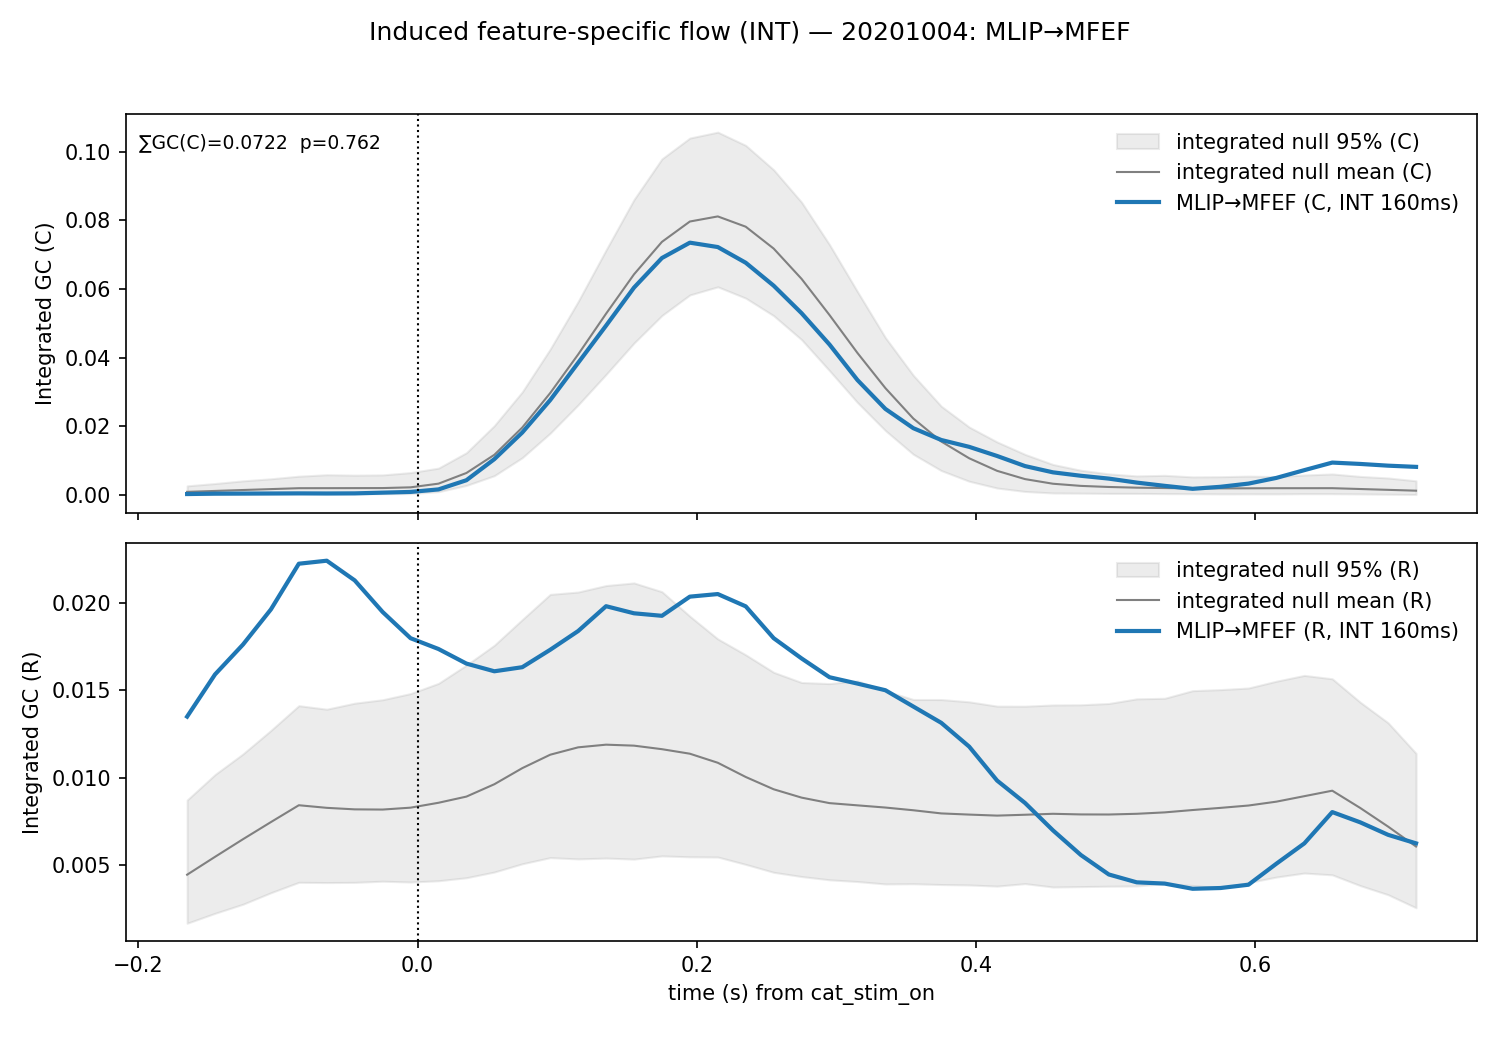 Induced feature-specific flow (INT) — 20201004: MLIP→MFEF
∑GC(C)=0.0722  p=0.762
integrated null 95% (C)
integrated null mean (C)
MLIP→MFEF (C, INT 160ms)
Integrated GC (C)
0.10
0.08
0.06
0.04
0.02
0.00
integrated null 95% (R)
integrated null mean (R)
MLIP→MFEF (R, INT 160ms)
Integrated GC (R)
0.020
0.015
0.010
0.005
−0.2 0.0 0.2 0.4 0.6
time (s) from cat_stim_on